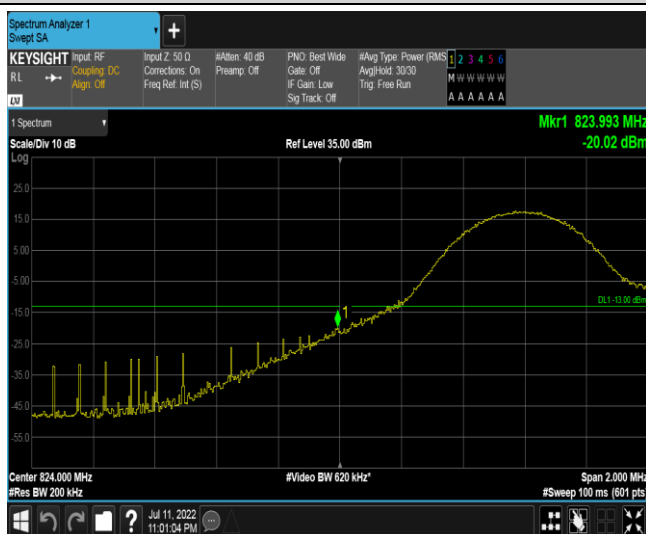 Spectrum Analyzer 1
Swept SA
+
KEYSIGHT
RL
LXI
Input: RF
Coupling: DC
Align: Off
Input Z: 50 Ω
Corrections: On
Freq Ref: Int (S)
#Atten: 40 dB
Preamp: Off
PNO: Best Wide
Gate: Off
IF Gain: Low
Sig Track: Off
#Avg Type: Power (RMS
Avg|Hold: 30/30
Trig: Free Run
1 2 3 4 5 6
M W W W W W
A A A A A A
1 Spectrum
Scale/Div 10 dB
Ref Level 35.00 dBm
Mkr1 823.993 MHz
-20.02 dBm
Log
25.0
15.0
5.00
-5.00
-15.0
-25.0
-35.0
-45.0
-55.0
1
DL1 -13.00 dBm
Center 824.000 MHz
#Video BW 620 kHz*
Span 2.000 MHz
#Res BW 200 kHz
#Sweep 100 ms (601 pts)
?
Jul 11, 2022
11:01:04 PM